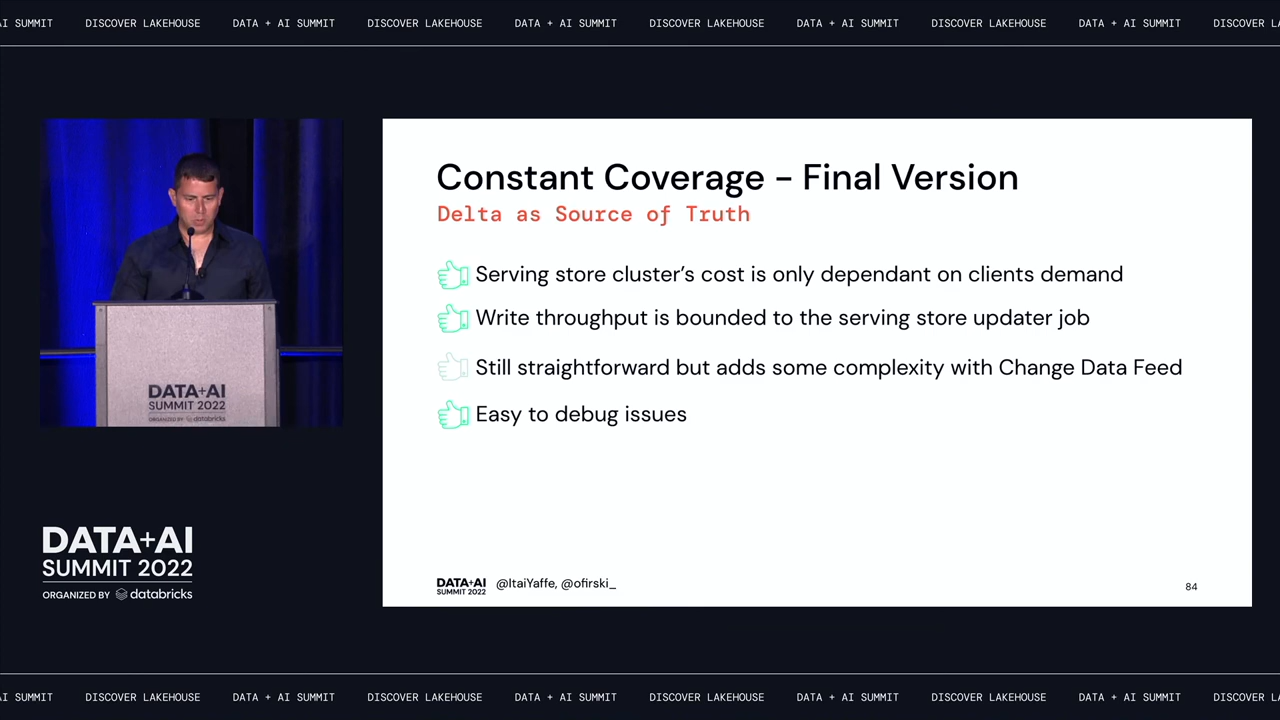 AI SUMMIT DISCOVER LAKEHOUSE DATA + AI SUMMIT DISCOVER LAKEHOUSE DATA + AI SUMMIT DISCOVER LAKEHOUSE DATA + AI SUMMIT DISCOVER LAKEHOUSE DATA + AI SUMMIT DISCOVER
Constant Coverage – Final Version
Delta as Source of Truth
Serving store cluster's cost is only dependant on clients demand
Write throughput is bounded to the serving store updater job
Still straightforward but adds some complexity with Change Data Feed
Easy to debug issues
DATA+AI
SUMMIT 2022
ORGANIZED BY databricks
DATA+AI
SUMMIT 2022
ORGANIZED BY databricks
DATA+AI
SUMMIT 2022
@ItaiYaffe, @ofirski_
84
AI SUMMIT DISCOVER LAKEHOUSE DATA + AI SUMMIT DISCOVER LAKEHOUSE DATA + AI SUMMIT DISCOVER LAKEHOUSE DATA + AI SUMMIT DISCOVER LAKEHOUSE DATA + AI SUMMIT DISCOVER